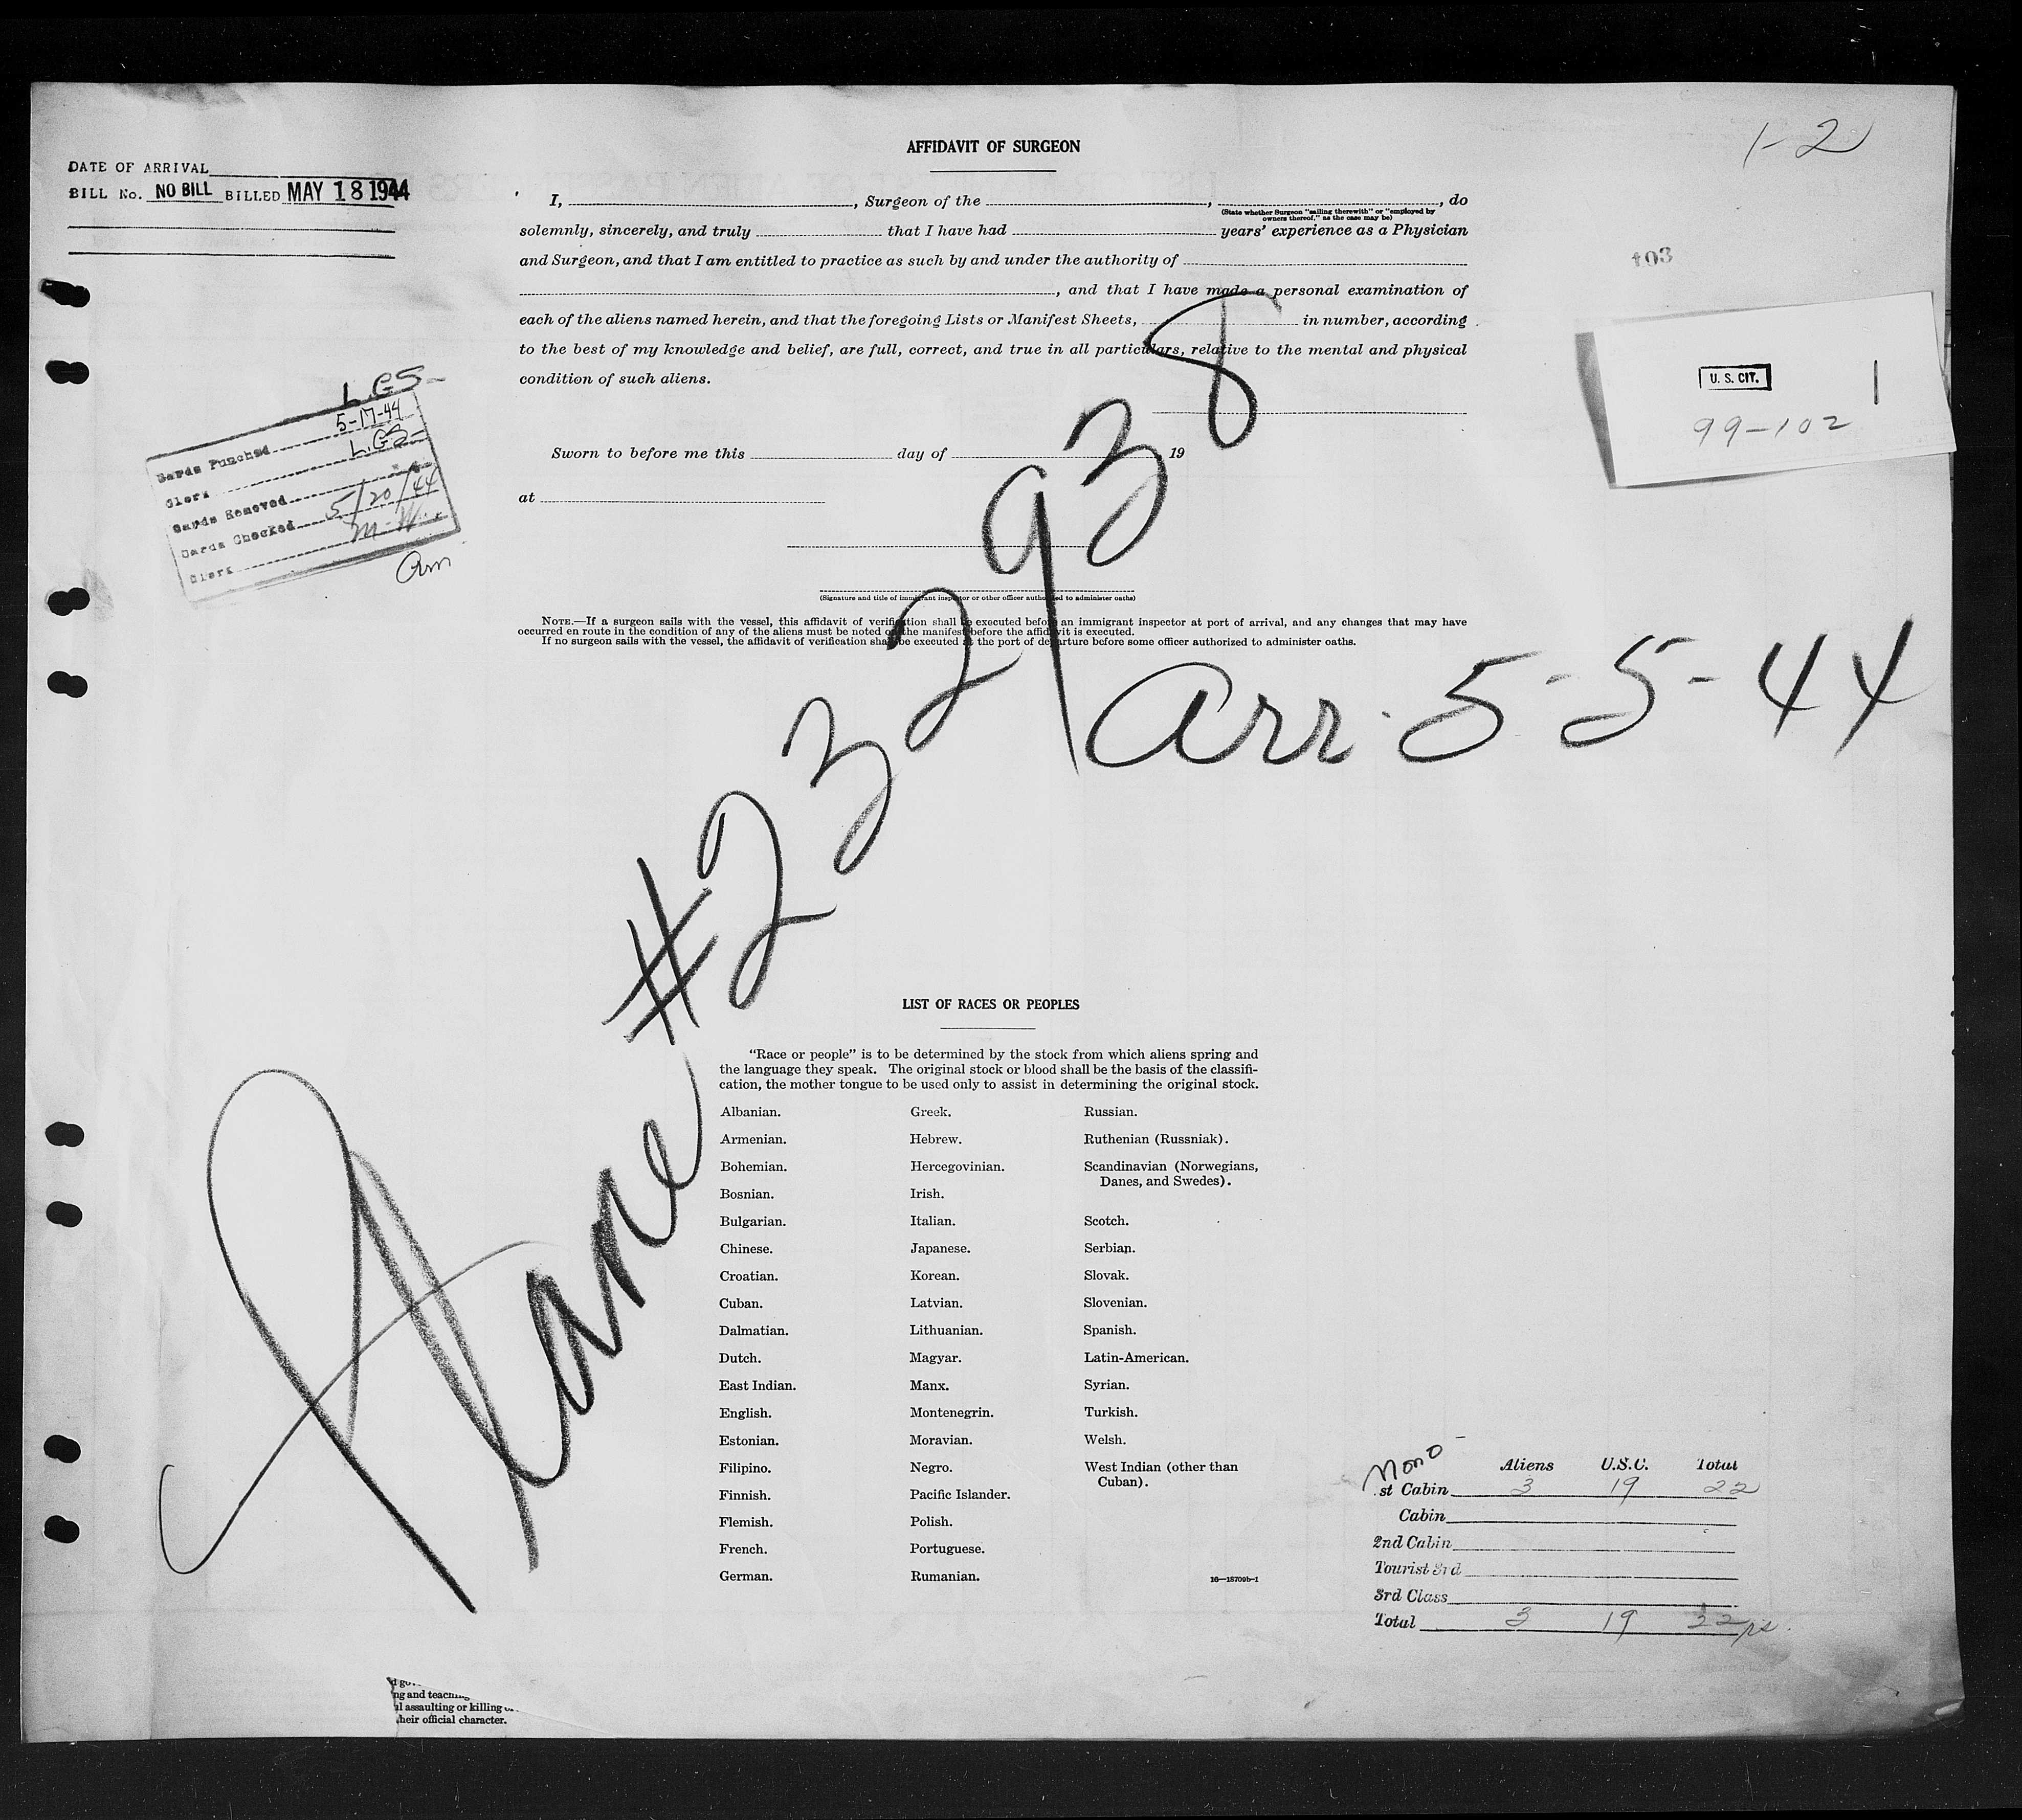 1-2
DATE OF ARRIVAL
BILL No. NO BILL BILLED MAY 18 1944
AFFIDAVIT OF SURGEON
I, , Surgeon of the , , do
(State whether Surgeon "sailing therewith" or "employed by
owners thereof," as the case may be)
solemnly, sincerely, and truly that I have had years' experience as a Physician
and Surgeon, and that I am entitled to practice as such by and under the authority of
, and that I have made a personal examination of
each of the aliens named herein, and that the foregoing Lists or Manifest Sheets, in number, according
to the best of my knowledge and belief, are full, correct, and true in all particulars, relative to the mental and physical
condition of such aliens.
Sworn to before me this day of 19
at
(Signature and title of immigrant inspector or other officer authorized to administer oaths)
NOTE.—If a surgeon sails with the vessel, this affidavit of verification shall be executed before an immigrant inspector at port of arrival, and any changes that may have
occurred en route in the condition of any of the aliens must be noted on the manifest before the affidavit is executed.
If no surgeon sails with the vessel, the affidavit of verification shall be executed at the port of departure before some officer authorized to administer oaths.
103
U. S. CIT.
1
99-102
L.G.S-
Cards Punched 5-17-44
Clerk L.G.S-
Cards Removed
Cards Checked 5/20/44
Clerk M.W.
Plane #232938
arr. 5-5-44
LIST OF RACES OR PEOPLES
"Race or people" is to be determined by the stock from which aliens spring and
the language they speak. The original stock or blood shall be the basis of the classifi-
cation, the mother tongue to be used only to assist in determining the original stock.
Albanian.
Armenian.
Bohemian.
Bosnian.
Bulgarian.
Chinese.
Croatian.
Cuban.
Dalmatian.
Dutch.
East Indian.
English.
Estonian.
Filipino.
Finnish.
Flemish.
French.
German.
Greek.
Hebrew.
Hercegovinian.
Irish.
Italian.
Japanese.
Korean.
Latvian.
Lithuanian.
Magyar.
Manx.
Montenegrin.
Moravian.
Negro.
Pacific Islander.
Polish.
Portuguese.
Rumanian.
Russian.
Ruthenian (Russniak).
Scandinavian (Norwegians,
Danes, and Swedes).
Scotch.
Serbian.
Slovak.
Slovenian.
Spanish.
Latin-American.
Syrian.
Turkish.
Welsh.
West Indian (other than
Cuban).
16—18709b-1
Aliens U.S.C. Total
st Cabin 3 19 22
Cabin
2nd Cabin
Tourist 3rd
3rd Class
Total 3 19 22
ng and teaching
assaulting or killing
their official character.